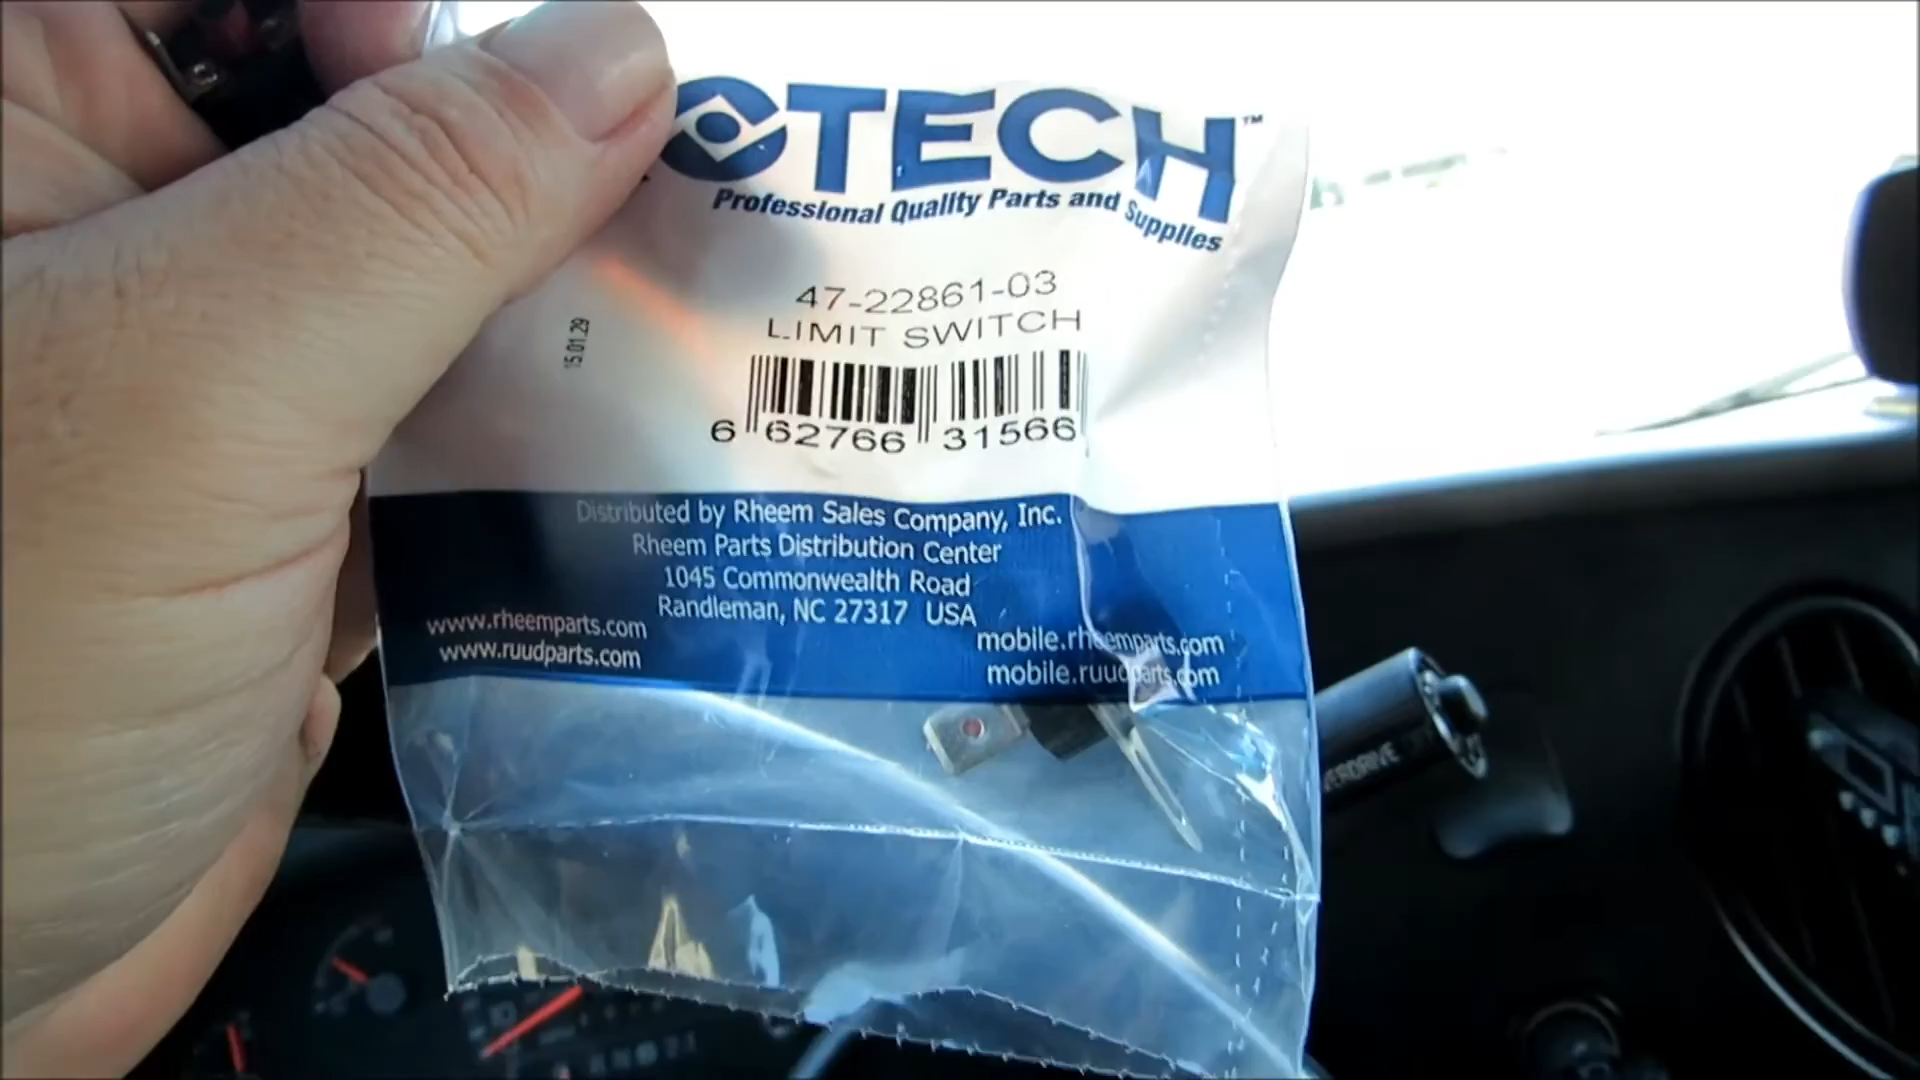 OTECH™
Professional Quality Parts and Supplies
47-22861-03
LIMIT SWITCH
15.01.29
6 62766 31566
Distributed by Rheem Sales Company, Inc.
Rheem Parts Distribution Center
1045 Commonwealth Road
Randleman, NC 27317 USA
www.rheemparts.com
www.ruudparts.com
mobile.rheemparts.com
mobile.ruudparts.com
VERDRIVE